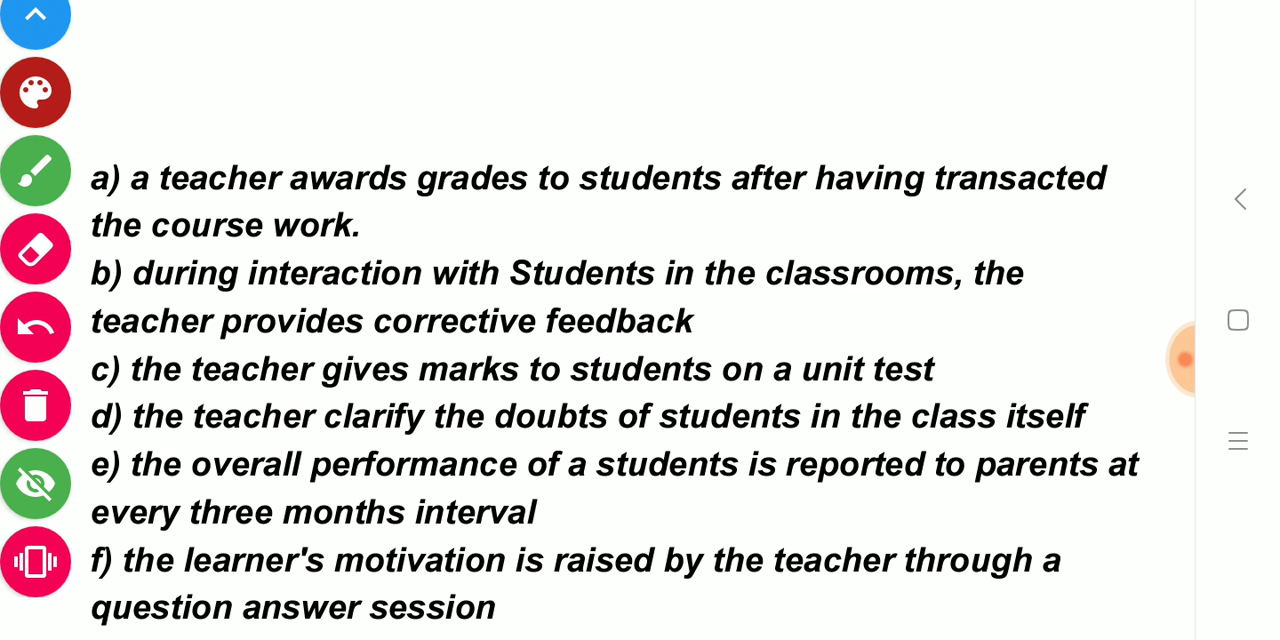 a) a teacher awards grades to students after having transacted
the course work.
b) during interaction with Students in the classrooms, the
teacher provides corrective feedback
c) the teacher gives marks to students on a unit test
d) the teacher clarify the doubts of students in the class itself
e) the overall performance of a students is reported to parents at
every three months interval
f) the learner's motivation is raised by the teacher through a
question answer session